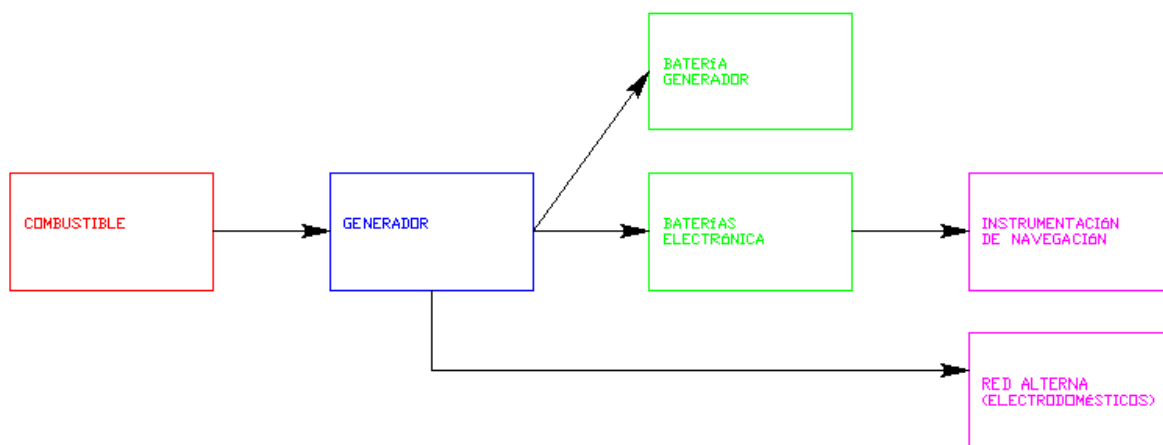 BATERíA
GENERADOR
COMBUSTIBLE
GENERADOR
BATERíAS
ELECTRóNICA
INSTRUMENTACIóN
DE NAVEGACIóN
RED ALTERNA
(ELECTRODOMéSTICOS)